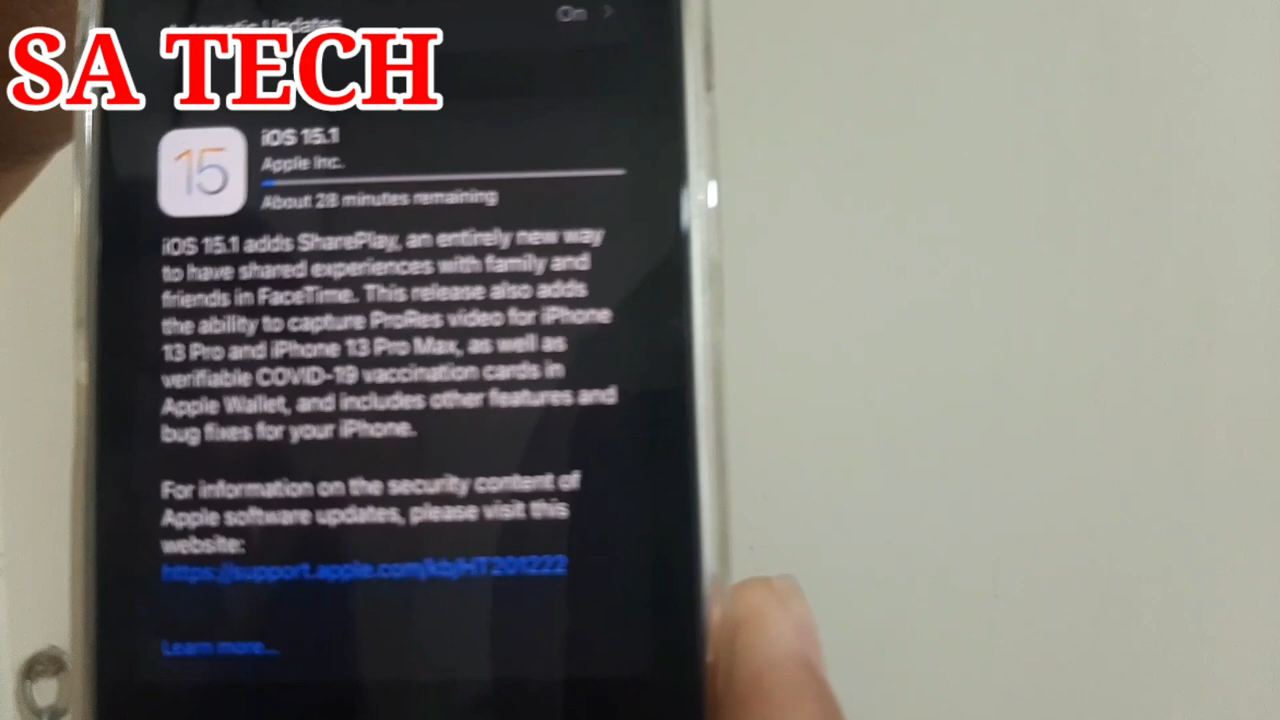 Automatic Updates On
SA TECH
15
iOS 15.1
Apple Inc.
About 28 minutes remaining
iOS 15.1 adds SharePlay, an entirely new way
to have shared experiences with family and
friends in FaceTime. This release also adds
the ability to capture ProRes video for iPhone
13 Pro and iPhone 13 Pro Max, as well as
verifiable COVID-19 vaccination cards in
Apple Wallet, and includes other features and
bug fixes for your iPhone.
For information on the security content of
Apple software updates, please visit this
website:
https://support.apple.com/kb/HT201222
Learn more...